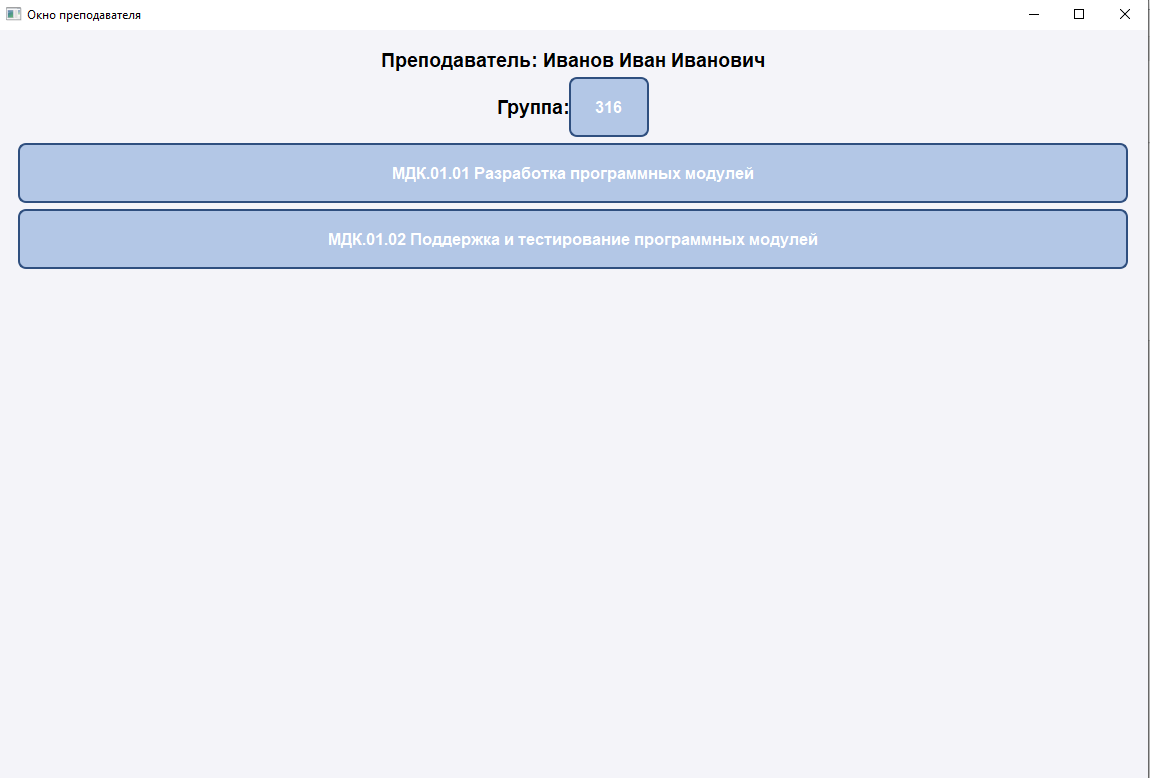 Окно преподавателя
Преподаватель: Иванов Иван Иванович
Группа: 316
МДК.01.01 Разработка программных модулей
МДК.01.02 Поддержка и тестирование программных модулей